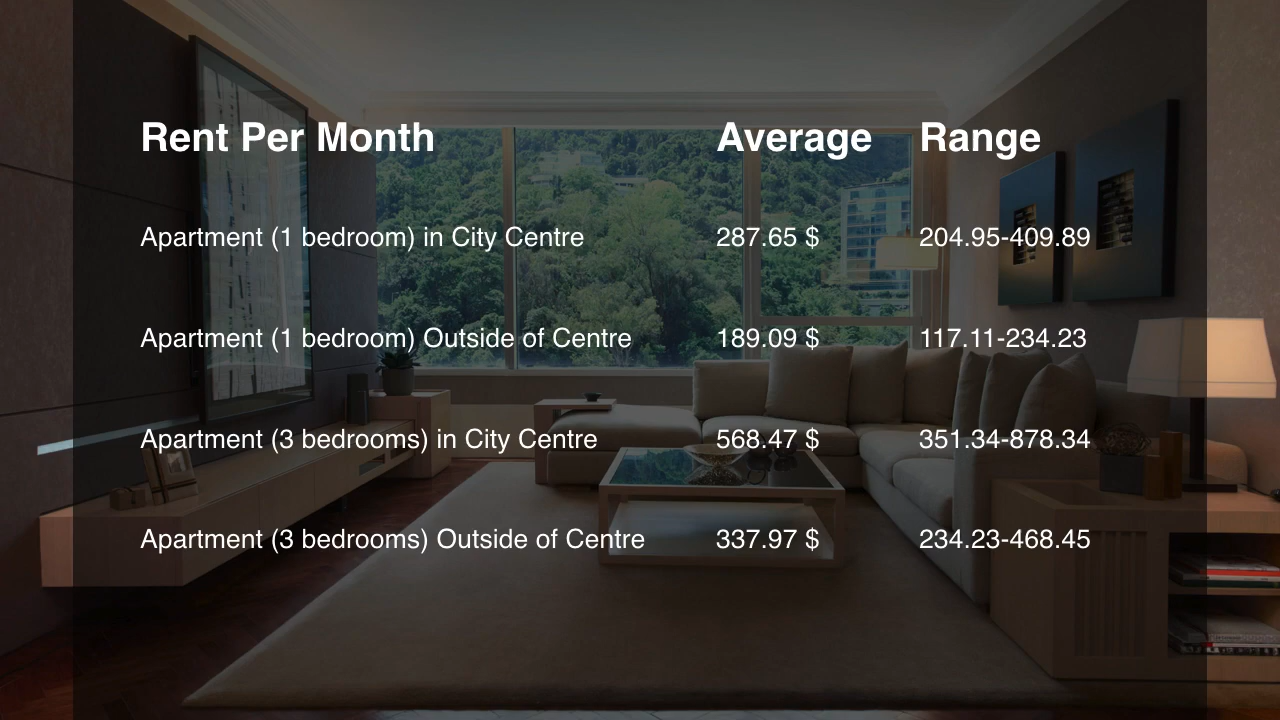 Rent Per Month Average Range
Apartment (1 bedroom) in City Centre 287.65 $ 204.95-409.89
Apartment (1 bedroom) Outside of Centre 189.09 $ 117.11-234.23
Apartment (3 bedrooms) in City Centre 568.47 $ 351.34-878.34
Apartment (3 bedrooms) Outside of Centre 337.97 $ 234.23-468.45